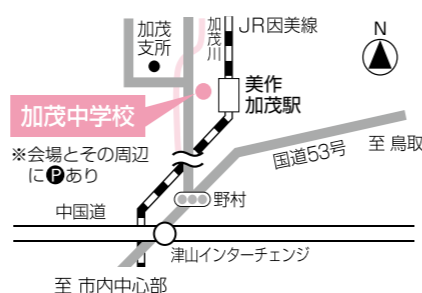 加茂
支所
加茂川
JR因美線
N
加茂中学校
美作
加茂駅
※会場とその周辺
にPあり
国道53号
至 鳥取
野村
中国道
津山インターチェンジ
至 市内中心部